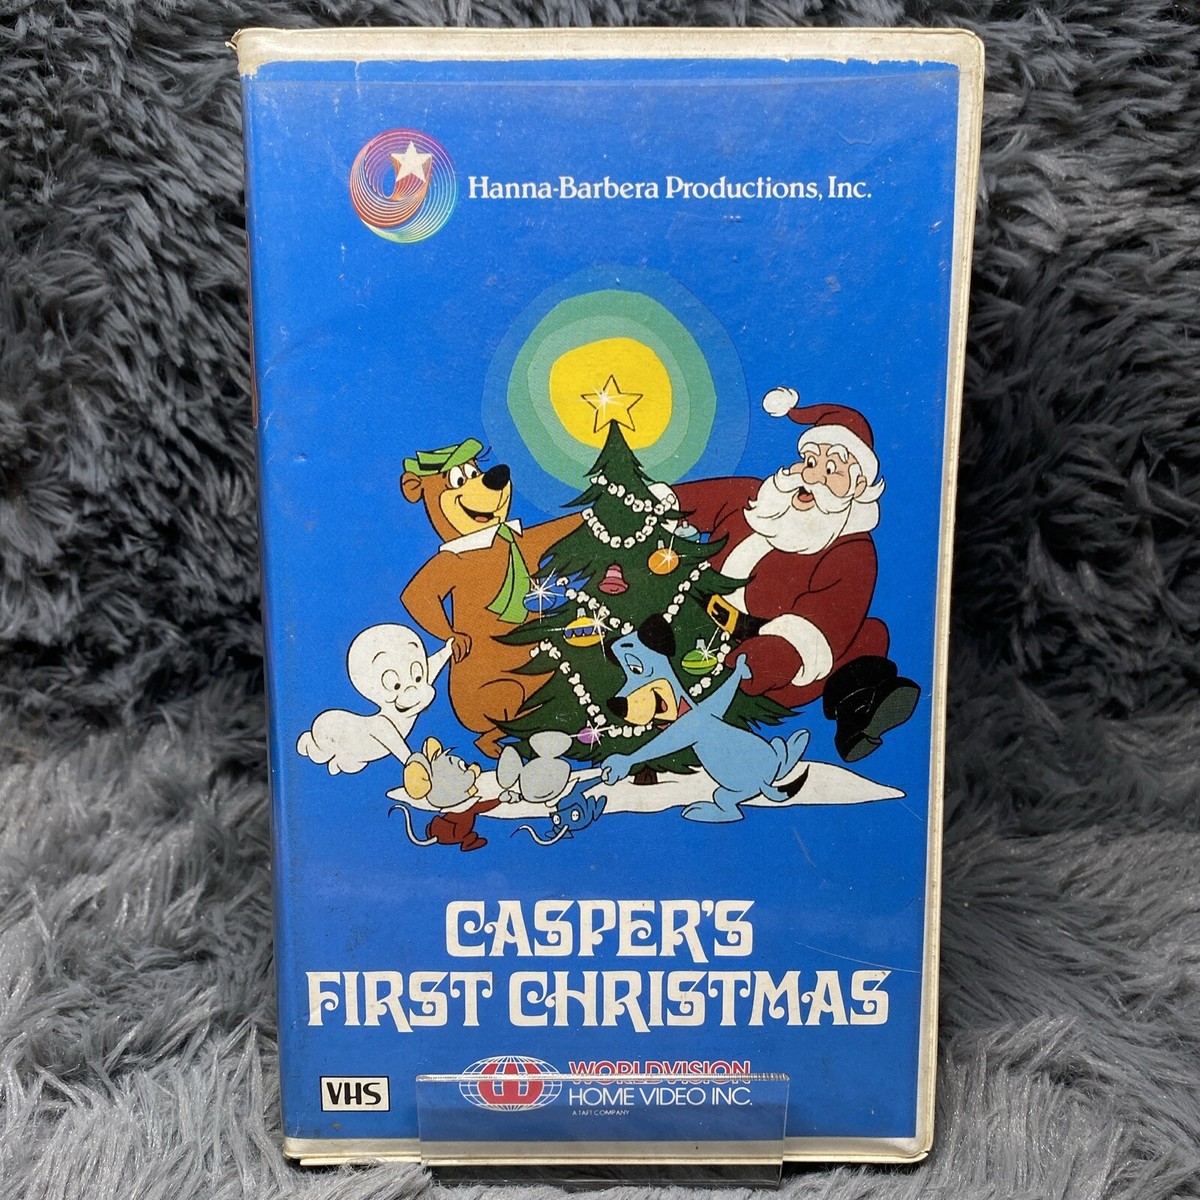 Hanna-Barbera Productions, Inc.
CASPER'S
FIRST CHRISTMAS
VHS
WORLDVISION
HOME VIDEO INC.
A TAFT COMPANY